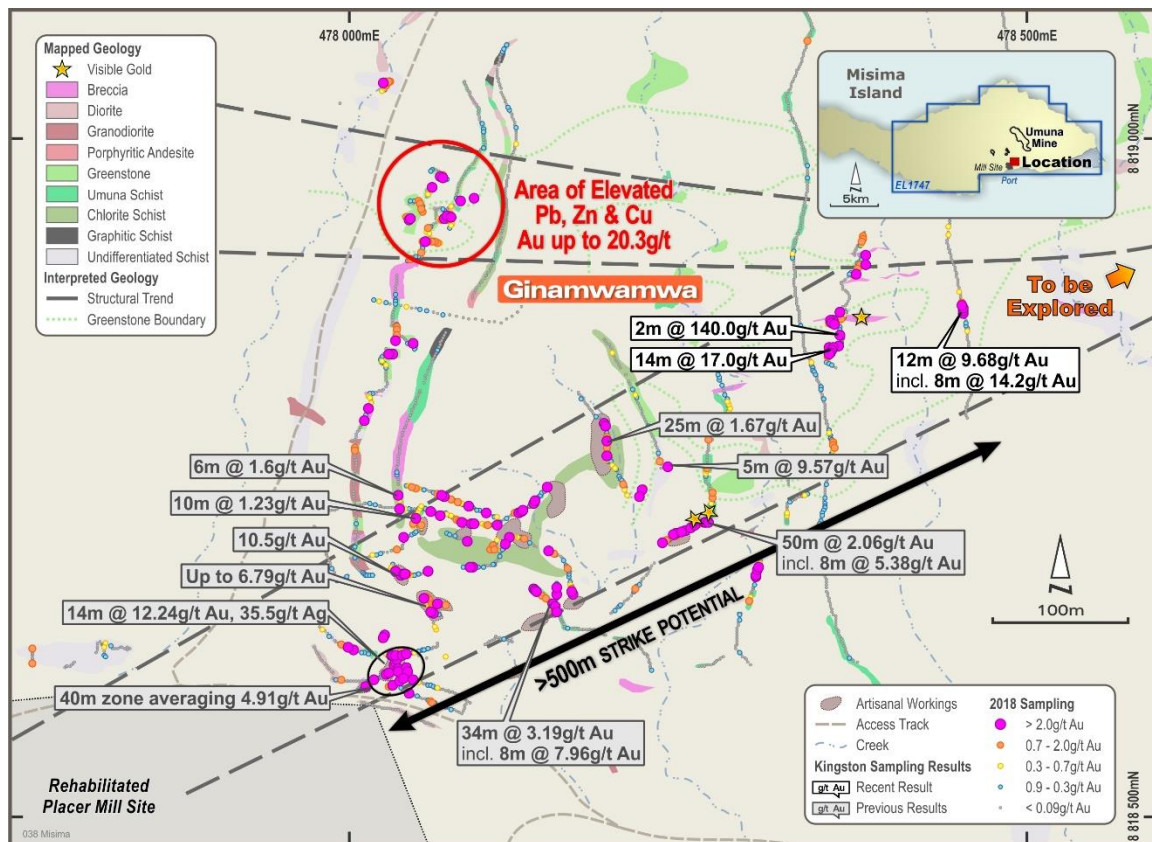 478 000mE
478 500mE
8 819 000mN
8 818 500mN
Mapped Geology
Visible Gold
Breccia
Diorite
Granodiorite
Porphyritic Andesite
Greenstone
Umuna Schist
Chlorite Schist
Graphitic Schist
Undifferentiated Schist
Interpreted Geology
Structural Trend
Greenstone Boundary
Misima
Island
Umuna
Mine
Mill Site
Location
Port
EL1747
N
5km
Area of Elevated
Pb, Zn & Cu
Au up to 20.3g/t
Ginamwamwa
To be
Explored
2m @ 140.0g/t Au
14m @ 17.0g/t Au
12m @ 9.68g/t Au
incl. 8m @ 14.2g/t Au
25m @ 1.67g/t Au
5m @ 9.57g/t Au
6m @ 1.6g/t Au
10m @ 1.23g/t Au
10.5g/t Au
Up to 6.79g/t Au
14m @ 12.24g/t Au, 35.5g/t Ag
40m zone averaging 4.91g/t Au
50m @ 2.06g/t Au
incl. 8m @ 5.38g/t Au
>500m STRIKE POTENTIAL
34m @ 3.19g/t Au
incl. 8m @ 7.96g/t Au
N
100m
Rehabilitated
Placer Mill Site
038 Misima
Artisanal Workings
Access Track
Creek
Kingston Sampling Results
g/t Au Recent Result
g/t Au Previous Results
2018 Sampling
> 2.0g/t Au
0.7 - 2.0g/t Au
0.3 - 0.7g/t Au
0.9 - 0.3g/t Au
< 0.09g/t Au